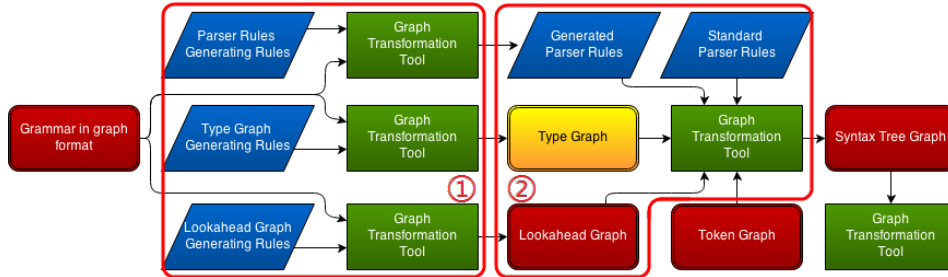 Parser Rules
Generating Rules
Graph
Transformation
Tool
Generated
Parser Rules
Standard
Parser Rules
Grammar in graph
format
Type Graph
Generating Rules
Graph
Transformation
Tool
Type Graph
Graph
Transformation
Tool
Syntax Tree Graph
①
②
Lookahead Graph
Generating Rules
Graph
Transformation
Tool
Lookahead Graph
Token Graph
Graph
Transformation
Tool